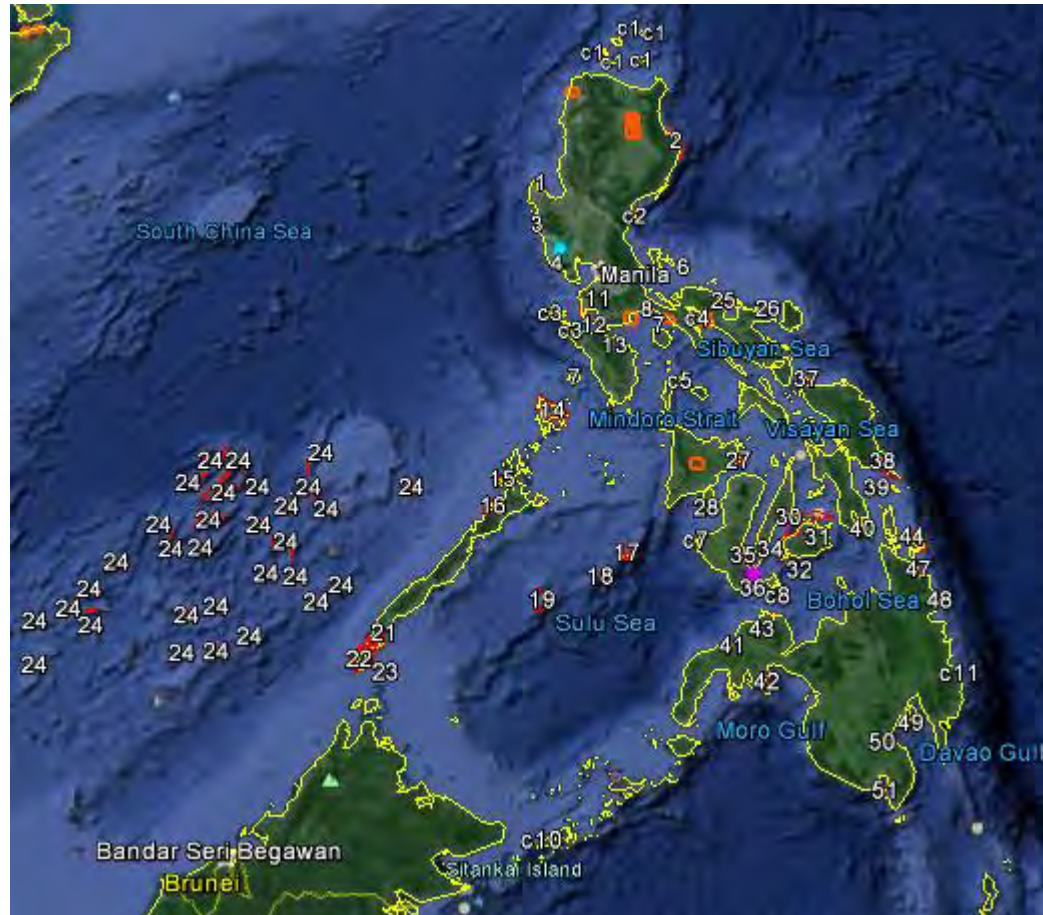 c1 c1
c1 c1 c1
2
1
South China Sea
3 c2
4 Manila 6
c3 11 8 25 26
c3 12 7 c4
13 Sibuyan Sea
7 c5 37
14 Mindoro Strait Visayan Sea
24 24 24 27 38
24 24 24 24 24 15 39
24 24 16 28 30 40
24 24 24 c7 31 44
24 24 24 17 35 34 32 47
24 24 24 18 36
24 24 19 c8 Bohol Sea 48
24 24 24 24 Sulu Sea
24 24 24 24 21 43
24 24 24 22 41
23 42 c11
Moro Gulf 49
50 Davao Gulf
51
c10
Bandar Seri Begawan
Sitankai Island
Brunei